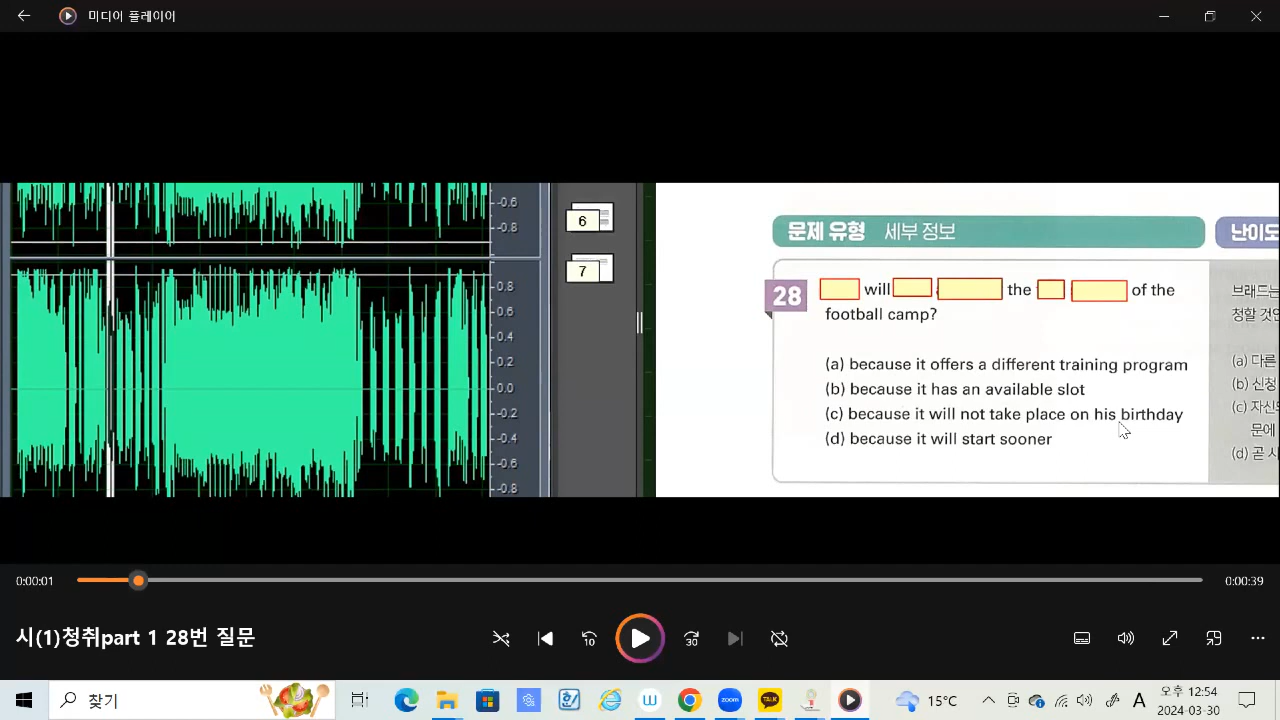 미디어 플레이어
-0.6
-0.8
0.8
0.6
0.4
0.2
0.0
-0.2
-0.4
-0.6
-0.8
6
7
문제 유형 세부 정보
난이도
28 will the of the
football camp?
(a) because it offers a different training program
(b) because it has an available slot
(c) because it will not take place on his birthday
(d) because it will start sooner
브래드는
청할 것인
(a) 다른
(b) 신청
(c) 자신의
문에
(d) 곧 시
0:00:01
0:00:39
시(1)청취part 1 28번 질문
10
30
찾기
W
zoom
TALK
15°C
A
오후 12:54
2024-03-30